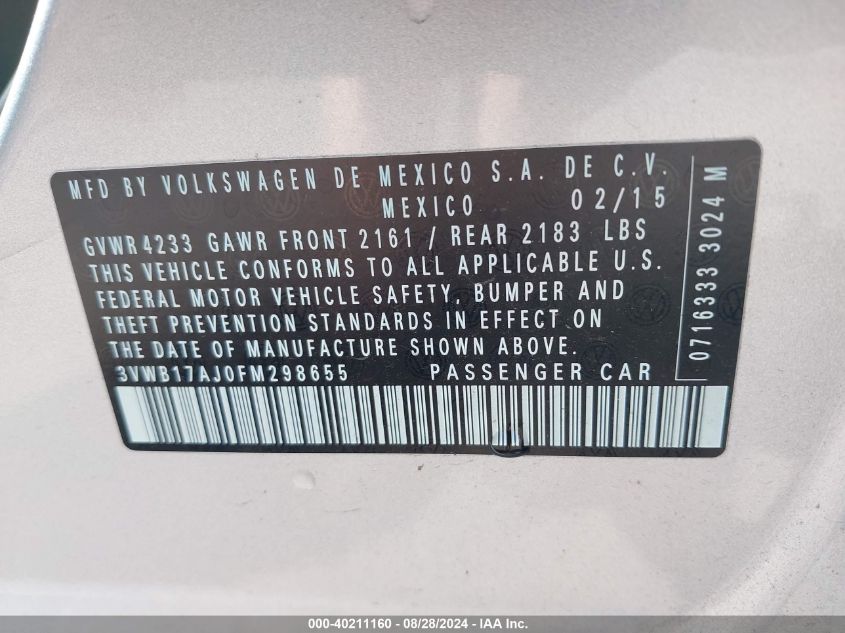 MFD BY VOLKSWAGEN DE MEXICO S.A. DE C.V.
MEXICO 02/15
GVWR 4233 GAWR FRONT 2161 / REAR 2183 LBS
THIS VEHICLE CONFORMS TO ALL APPLICABLE U.S.
FEDERAL MOTOR VEHICLE SAFETY, BUMPER AND
THEFT PREVENTION STANDARDS IN EFFECT ON
THE DATE OF MANUFACTURE SHOWN ABOVE.
3VWB17AJ0FM298655 PASSENGER CAR
0716333 3024 M
000-40211160 - 08/28/2024 - IAA Inc.